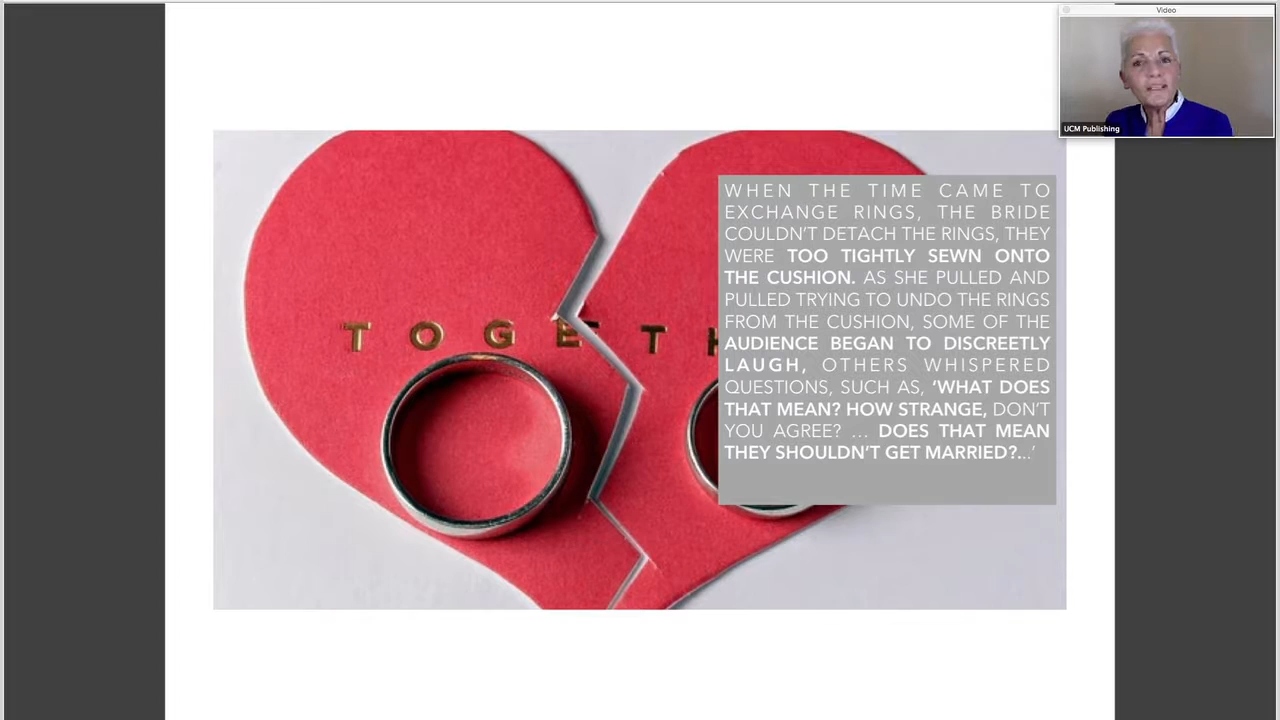 Video
UCM Publishing
WHEN THE TIME CAME TO
EXCHANGE RINGS, THE BRIDE
COULDN'T DETACH THE RINGS, THEY
WERE TOO TIGHTLY SEWN ONTO
THE CUSHION. AS SHE PULLED AND
PULLED TRYING TO UNDO THE RINGS
FROM THE CUSHION, SOME OF THE
AUDIENCE BEGAN TO DISCREETLY
LAUGH, OTHERS WHISPERED
QUESTIONS, SUCH AS, ‘WHAT DOES
THAT MEAN? HOW STRANGE, DON'T
YOU AGREE? ... DOES THAT MEAN
THEY SHOULDN'T GET MARRIED?...’
TOGETH